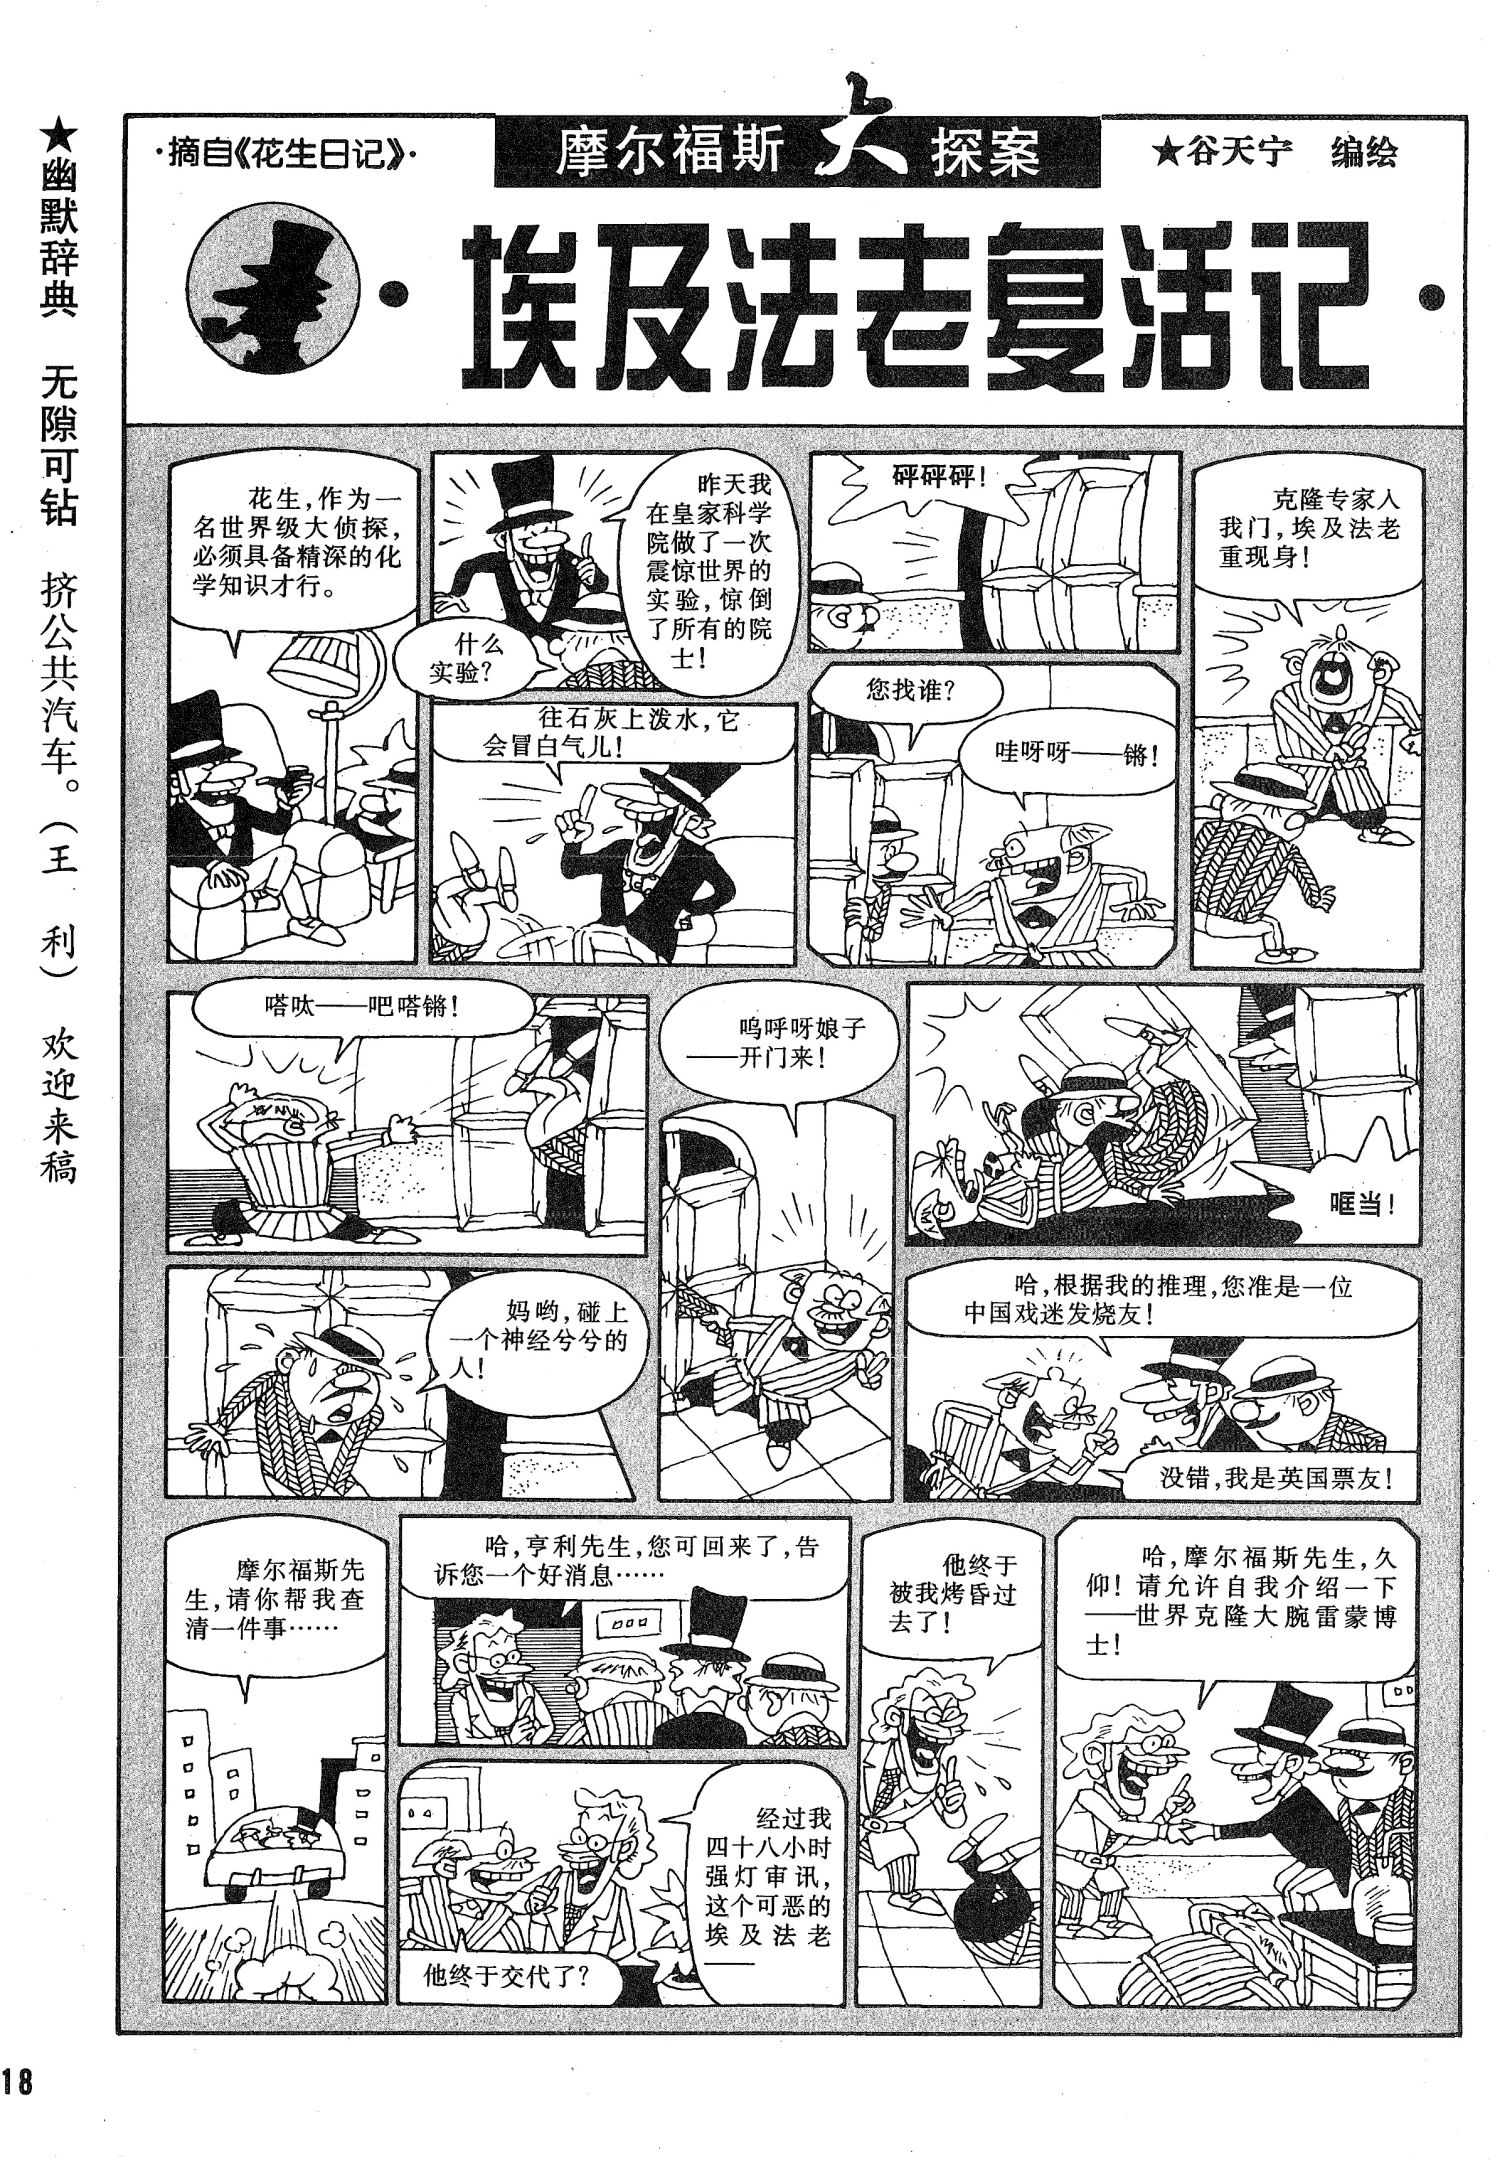 ★幽默辞典 无隙可钻 挤公共汽车。(王 利) 欢迎来稿
·摘自《花生日记》·
摩尔福斯大探案
★谷天宁 编绘
·埃及法老复活记·
花生,作为一
名世界级大侦探,
必须具备精深的化
学知识才行。
昨天我
在皇家科学
院做了一次
震惊世界的
实验,惊倒
了所有的院
士!
什么
实验?
往石灰上泼水,它
会冒白气儿!
砰砰砰!
您找谁?
哇呀呀——锵!
克隆专家入
我门,埃及法老
重现身!
嗒呔——吧嗒锵!
妈哟,碰上
一个神经兮兮的
人!
呜呼呀娘子
——开门来!
哐当!
哈,根据我的推理,您准是一位
中国戏迷发烧友!
没错,我是英国票友!
摩尔福斯先
生,请你帮我查
清一件事……
哈,亨利先生,您可回来了,告
诉您一个好消息……
经过我
四十八小时
强灯审讯,
这个可恶的
埃及法老
——
他终于交代了?
他终于
被我烤昏过
去了!
哈,摩尔福斯先生,久
仰!请允许自我介绍一下
——世界克隆大腕雷蒙博
士!
18